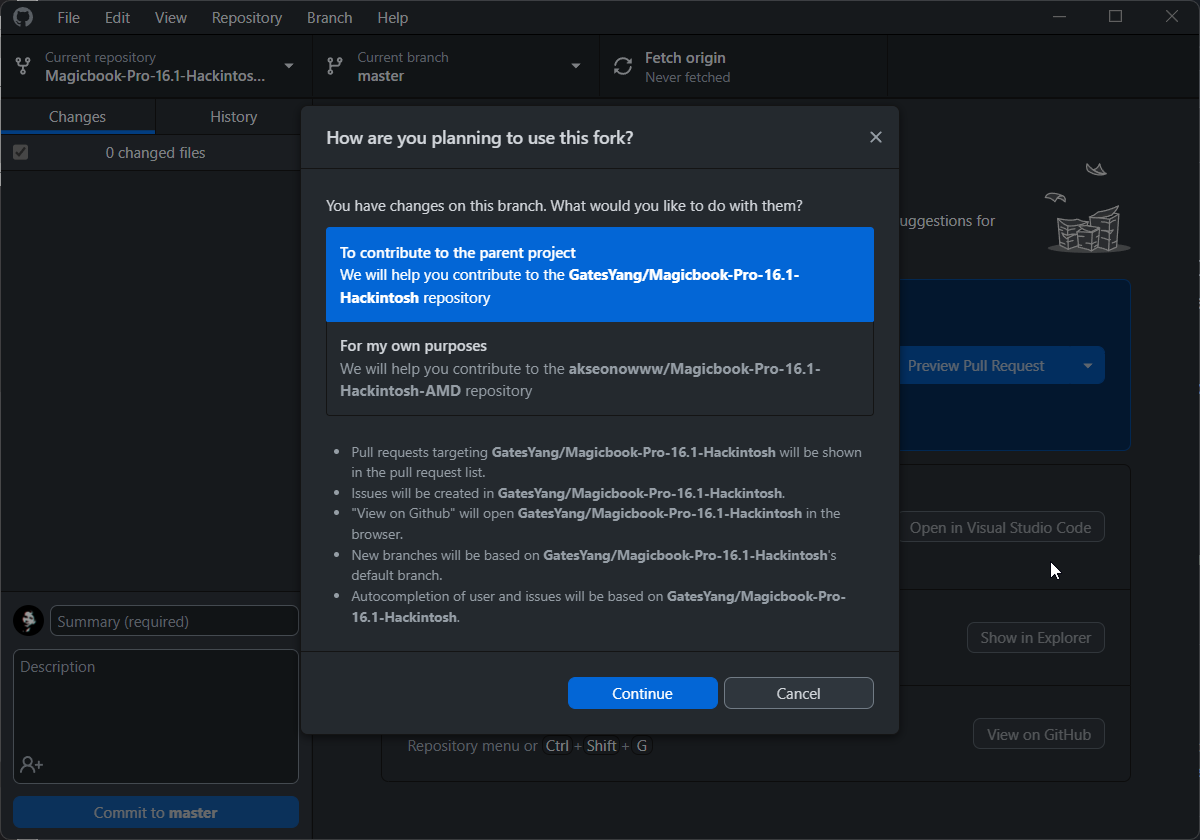 File Edit View Repository Branch Help
Current repository
Magicbook-Pro-16.1-Hackintos...
Current branch
master
Fetch origin
Never fetched
Changes
History
0 changed files
How are you planning to use this fork?
You have changes on this branch. What would you like to do with them?
To contribute to the parent project
We will help you contribute to the GatesYang/Magicbook-Pro-16.1-
Hackintosh repository
For my own purposes
We will help you contribute to the akseonowww/Magicbook-Pro-16.1-
Hackintosh-AMD repository
• Pull requests targeting GatesYang/Magicbook-Pro-16.1-Hackintosh will be shown
in the pull request list.
• Issues will be created in GatesYang/Magicbook-Pro-16.1-Hackintosh.
• "View on Github" will open GatesYang/Magicbook-Pro-16.1-Hackintosh in the
browser.
• New branches will be based on GatesYang/Magicbook-Pro-16.1-Hackintosh's
default branch.
• Autocompletion of user and issues will be based on GatesYang/Magicbook-Pro-
16.1-Hackintosh.
Continue
Cancel
uggestions for
Preview Pull Request
Open in Visual Studio Code
Show in Explorer
View on GitHub
Repository menu or Ctrl + Shift + G
Summary (required)
Description
Commit to master